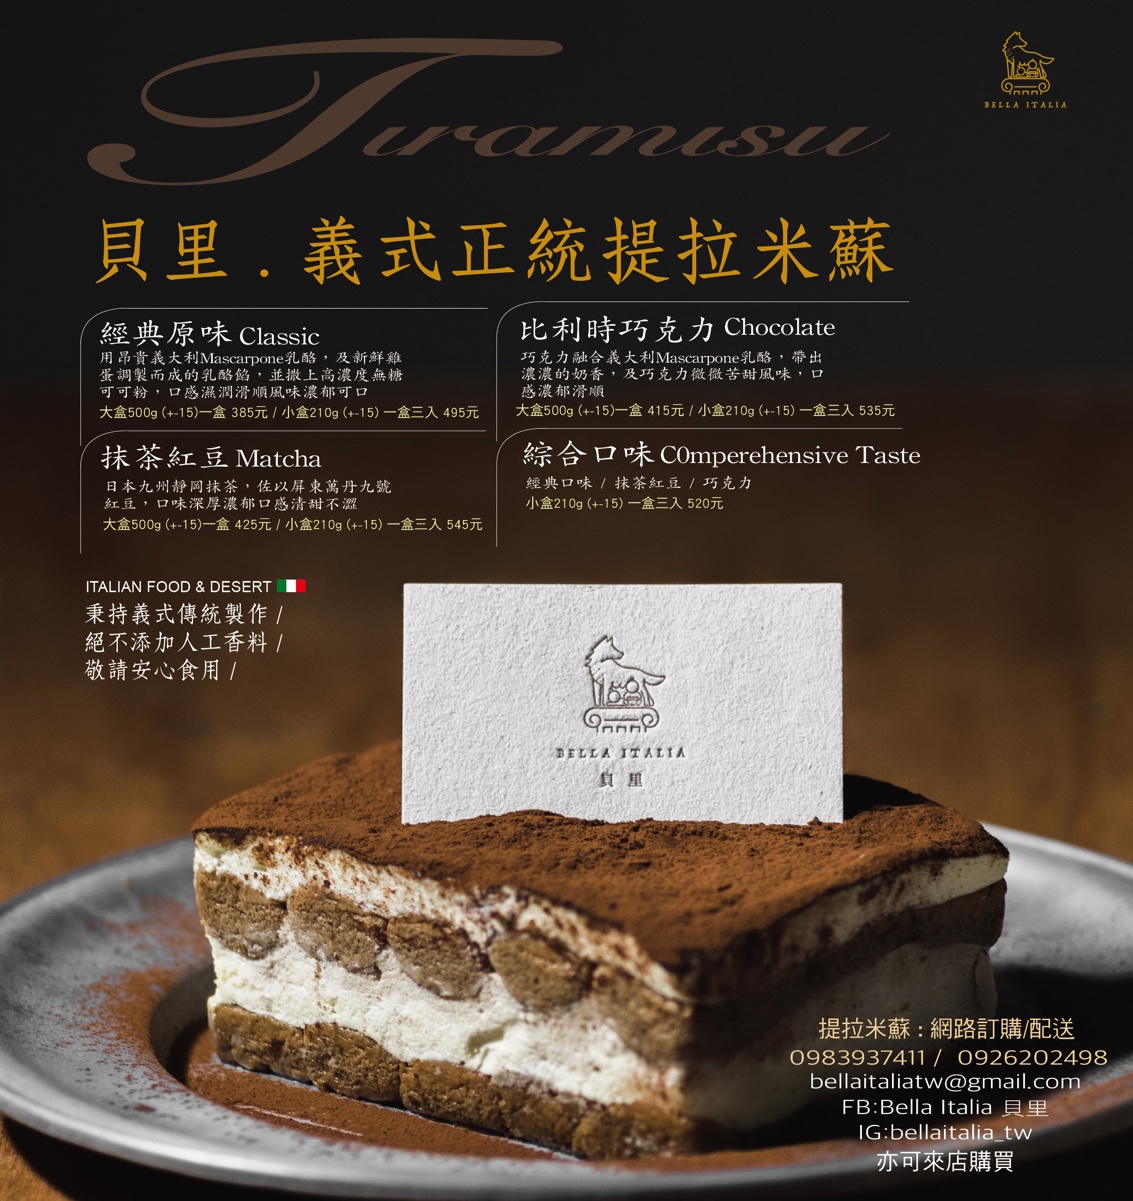 Tiramisu
BELLA ITALIA
貝里.義式正統提拉米蘇
經典原味 Classic
用昂貴義大利Mascarpone乳酪，及新鮮雞
蛋調製而成的乳酪餡，並撒上高濃度無糖
可可粉，口感濕潤滑順風味濃郁可口
大盒500g (+-15)一盒 385元 / 小盒210g (+-15) 一盒三入 495元
比利時巧克力 Chocolate
巧克力融合義大利Mascarpone乳酪，帶出
濃濃的奶香，及巧克力微微苦甜風味，口
感濃郁滑順
大盒500g (+-15)一盒 415元 / 小盒210g (+-15) 一盒三入 535元
抹茶紅豆 Matcha
日本九州靜岡抹茶，佐以屏東萬丹九號
紅豆，口味深厚濃郁口感清甜不澀
大盒500g (+-15)一盒 425元 / 小盒210g (+-15) 一盒三入 545元
綜合口味 C0mperehensive Taste
經典口味 / 抹茶紅豆 / 巧克力
小盒210g (+-15) 一盒三入 520元
ITALIAN FOOD & DESERT
秉持義式傳統製作 /
絕不添加人工香料 /
敬請安心食用 /
BELLA ITALIA
貝里
提拉米蘇 : 網路訂購/配送
0983937411 / 0926202498
bellaitaliatw@gmail.com
FB:Bella Italia 貝里
IG:bellaitalia_tw
亦可來店購買